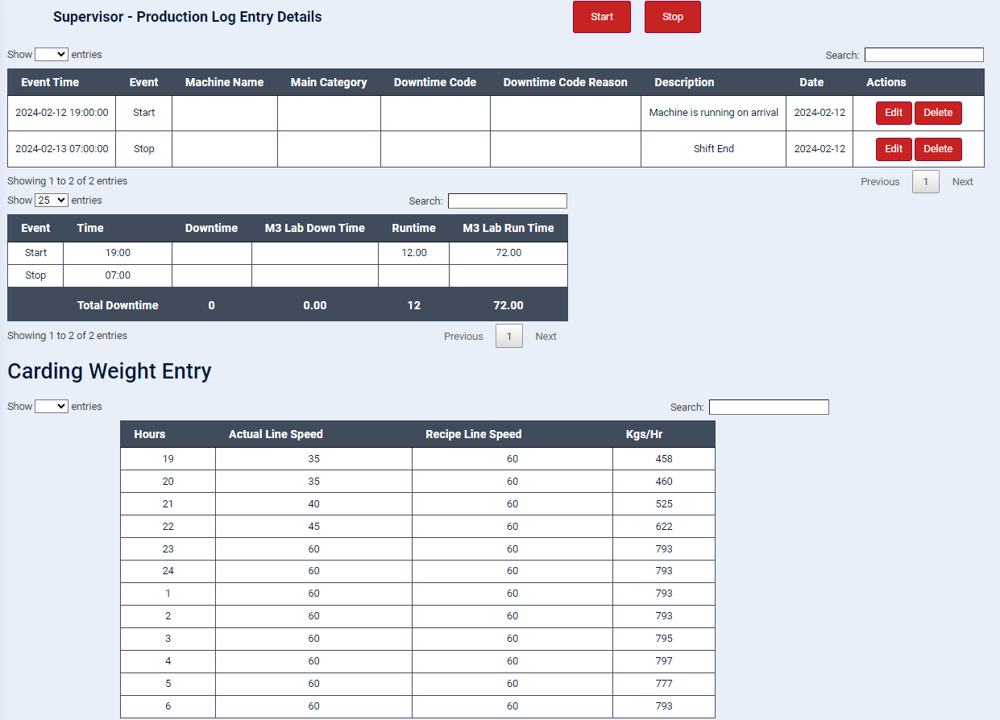 Supervisor - Production Log Entry Details Start Stop
Show entries Search:
Event Time Event Machine Name Main Category Downtime Code Downtime Code Reason Description Date Actions
2024-02-12 19:00:00 Start Machine is running on arrival 2024-02-12 Edit Delete
2024-02-13 07:00:00 Stop Shift End 2024-02-12 Edit Delete
Showing 1 to 2 of 2 entries Previous 1 Next
Show 25 entries Search:
Event Time Downtime M3 Lab Down Time Runtime M3 Lab Run Time
Start 19:00 12.00 72.00
Stop 07:00
Total Downtime 0 0.00 12 72.00
Showing 1 to 2 of 2 entries Previous 1 Next
Carding Weight Entry
Show entries Search:
Hours Actual Line Speed Recipe Line Speed Kgs/Hr
19 35 60 458
20 35 60 460
21 40 60 525
22 45 60 622
23 60 60 793
24 60 60 793
1 60 60 793
2 60 60 793
3 60 60 795
4 60 60 797
5 60 60 777
6 60 60 793